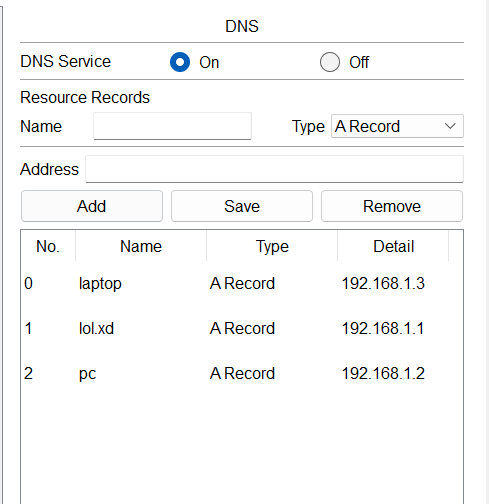 DNS
DNS Service On Off
Resource Records
Name Type A Record
Address
Add Save Remove
No. Name Type Detail
0 laptop A Record 192.168.1.3
1 lol.xd A Record 192.168.1.1
2 pc A Record 192.168.1.2